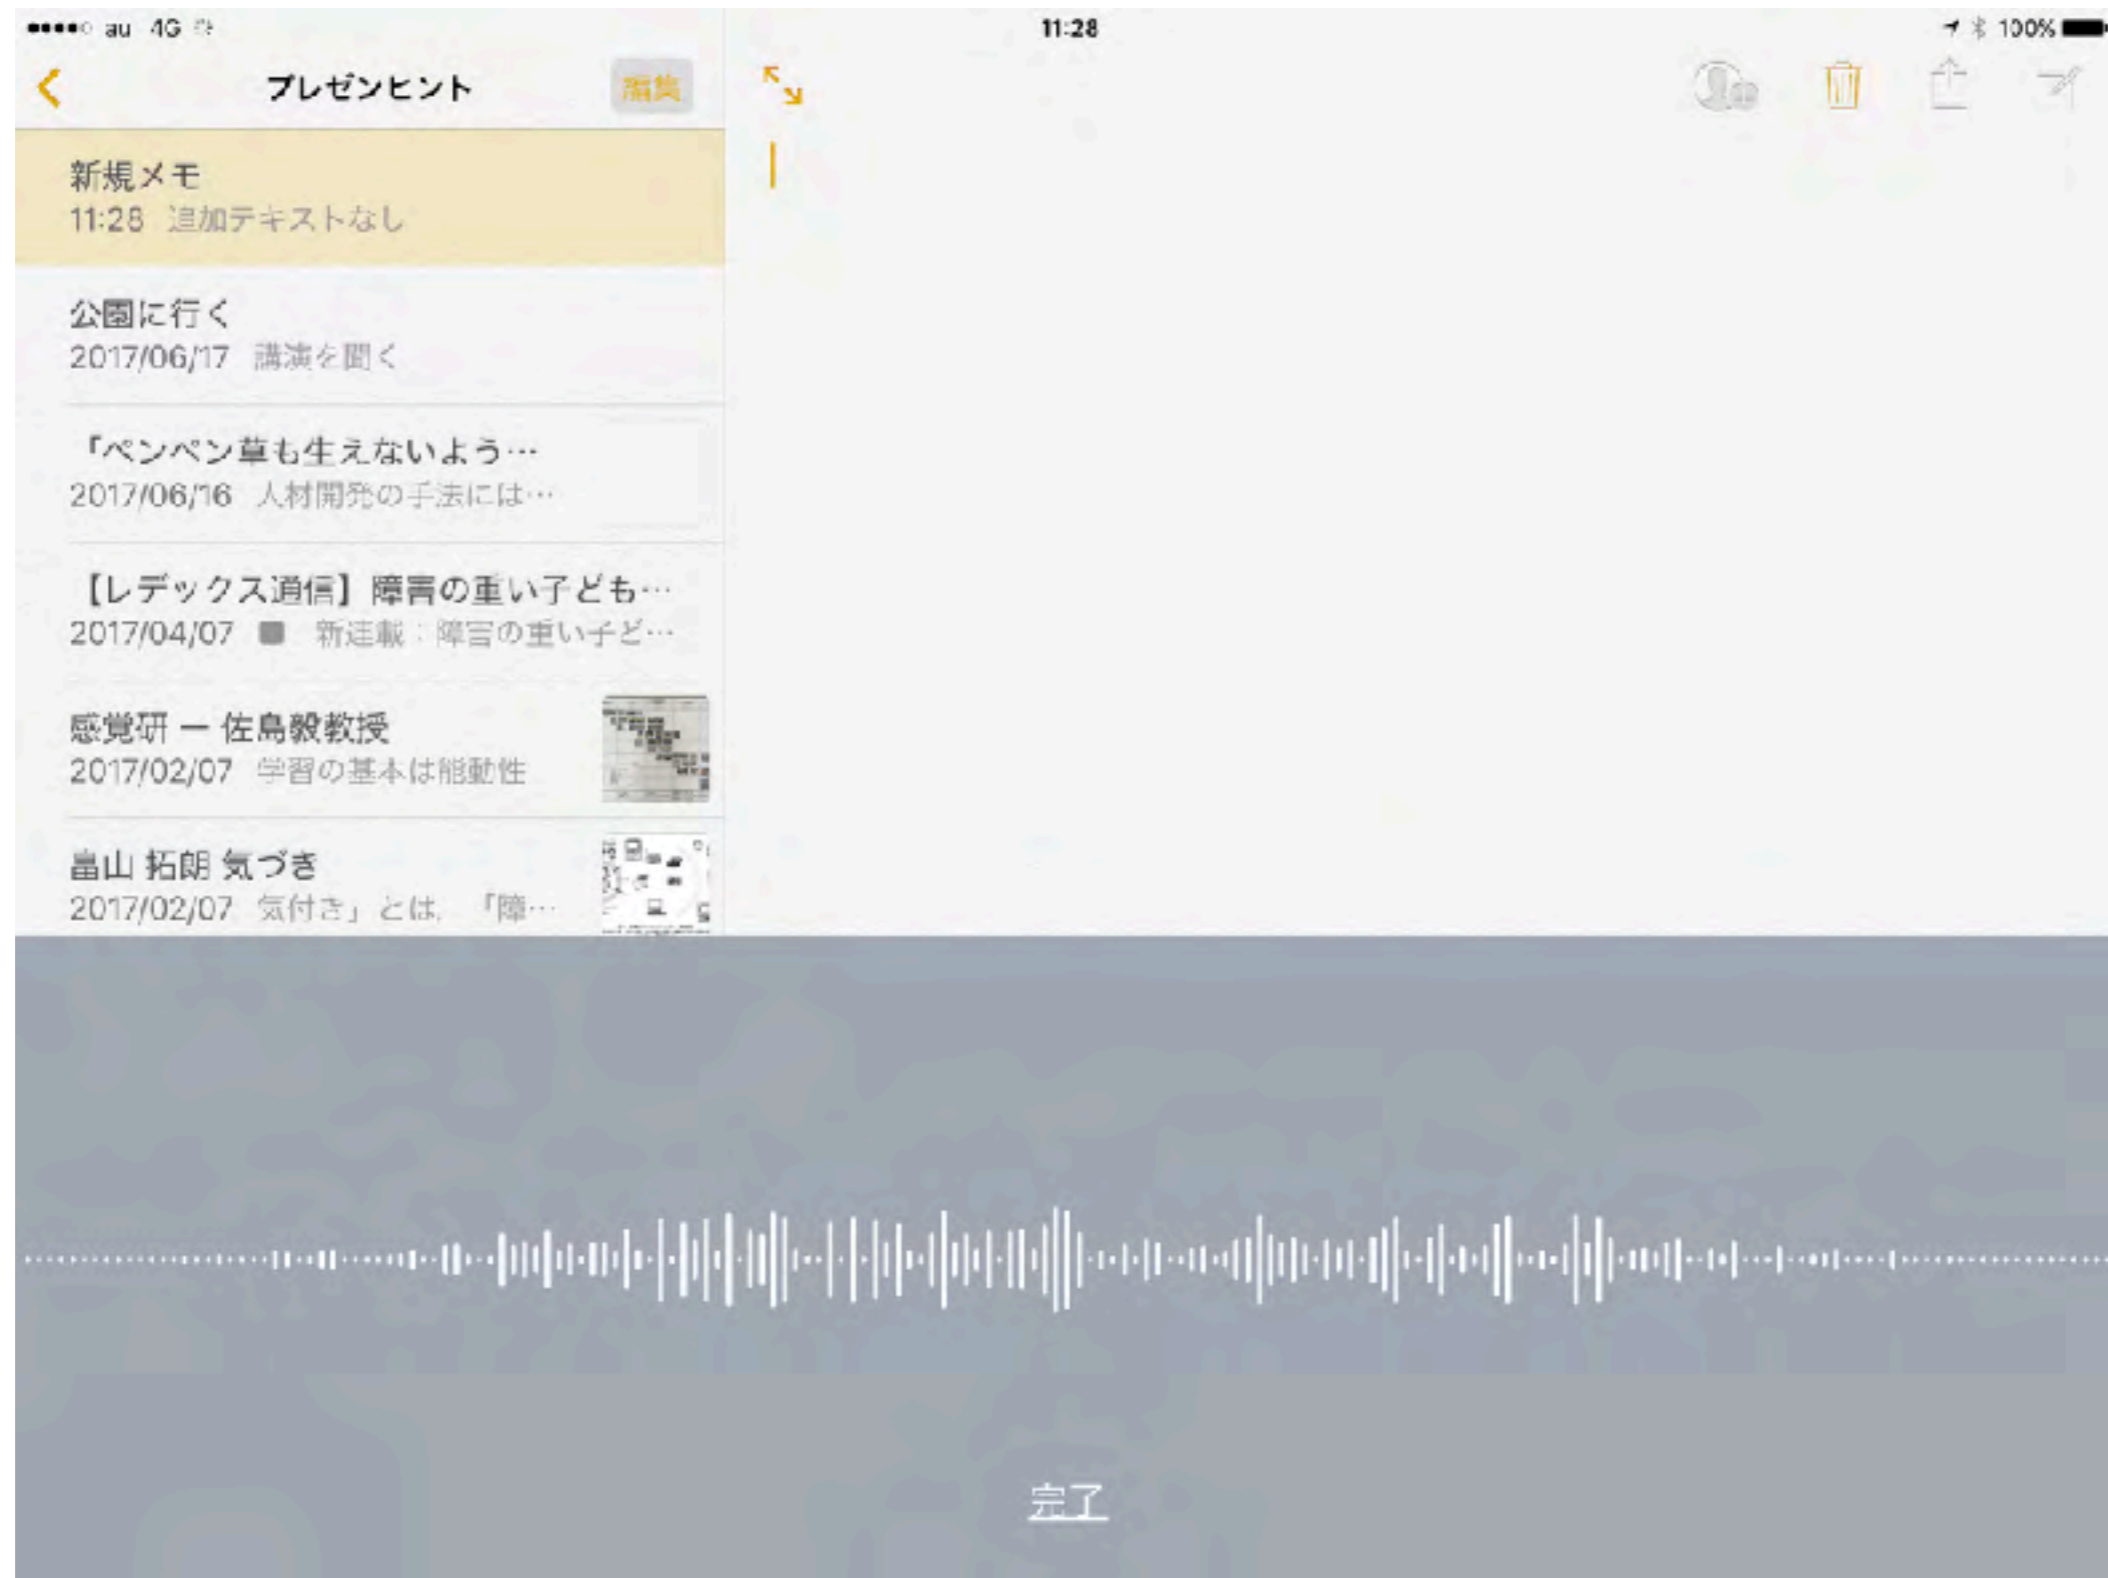 au 4G
11:28
100%
プレゼンヒント
編集
新規メモ
11:28 追加テキストなし
公園に行く
2017/06/17 講演を聞く
「ペンペン草も生えないよう…
2017/06/16 人材開発の手法には…
【レデックス通信】障害の重い子ども…
2017/04/07 ■ 新連載：障害の重い子ど…
感覚研 — 佐島毅教授
2017/02/07 学習の基本は能動性
畠山 拓朗 気づき
2017/02/07 気付き」とは，「障…
完了